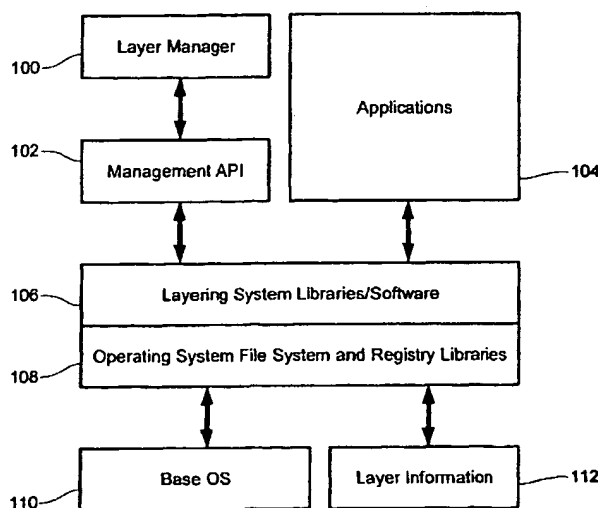 Layer Manager
100
Applications
102
Management API
104
106
Layering System Libraries/Software
Operating System File System and Registry Libraries
108
Base OS
Layer Information
110
112